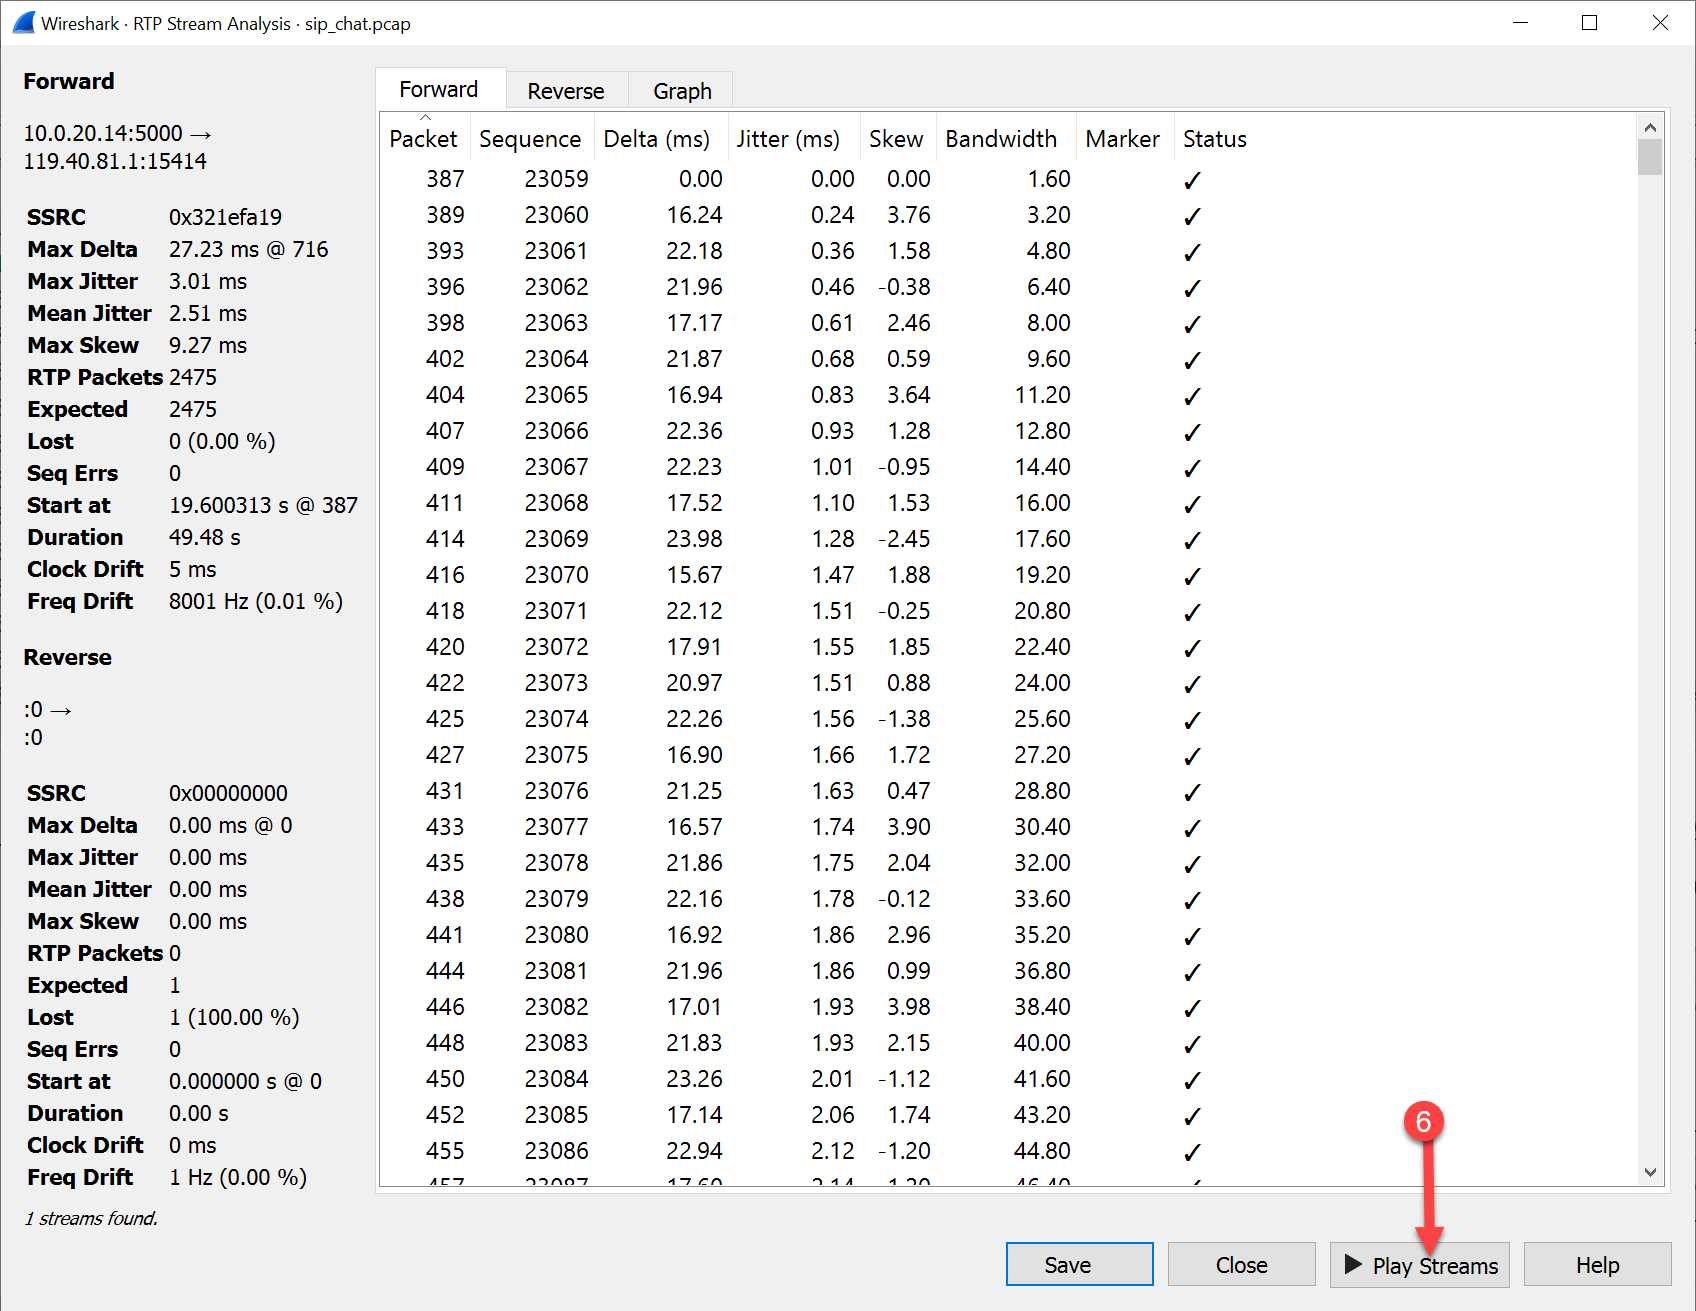 Wireshark · RTP Stream Analysis · sip_chat.pcap
Forward
10.0.20.14:5000 →
119.40.81.1:15414
SSRC 0x321efa19
Max Delta 27.23 ms @ 716
Max Jitter 3.01 ms
Mean Jitter 2.51 ms
Max Skew 9.27 ms
RTP Packets 2475
Expected 2475
Lost 0 (0.00 %)
Seq Errs 0
Start at 19.600313 s @ 387
Duration 49.48 s
Clock Drift 5 ms
Freq Drift 8001 Hz (0.01 %)
Reverse
:0 →
:0
SSRC 0x00000000
Max Delta 0.00 ms @ 0
Max Jitter 0.00 ms
Mean Jitter 0.00 ms
Max Skew 0.00 ms
RTP Packets 0
Expected 1
Lost 1 (100.00 %)
Seq Errs 0
Start at 0.000000 s @ 0
Duration 0.00 s
Clock Drift 0 ms
Freq Drift 1 Hz (0.00 %)
1 streams found.
Forward Reverse Graph
Packet Sequence Delta (ms) Jitter (ms) Skew Bandwidth Marker Status
387 23059 0.00 0.00 0.00 1.60 ✓
389 23060 16.24 0.24 3.76 3.20 ✓
393 23061 22.18 0.36 1.58 4.80 ✓
396 23062 21.96 0.46 -0.38 6.40 ✓
398 23063 17.17 0.61 2.46 8.00 ✓
402 23064 21.87 0.68 0.59 9.60 ✓
404 23065 16.94 0.83 3.64 11.20 ✓
407 23066 22.36 0.93 1.28 12.80 ✓
409 23067 22.23 1.01 -0.95 14.40 ✓
411 23068 17.52 1.10 1.53 16.00 ✓
414 23069 23.98 1.28 -2.45 17.60 ✓
416 23070 15.67 1.47 1.88 19.20 ✓
418 23071 22.12 1.51 -0.25 20.80 ✓
420 23072 17.91 1.55 1.85 22.40 ✓
422 23073 20.97 1.51 0.88 24.00 ✓
425 23074 22.26 1.56 -1.38 25.60 ✓
427 23075 16.90 1.66 1.72 27.20 ✓
431 23076 21.25 1.63 0.47 28.80 ✓
433 23077 16.57 1.74 3.90 30.40 ✓
435 23078 21.86 1.75 2.04 32.00 ✓
438 23079 22.16 1.78 -0.12 33.60 ✓
441 23080 16.92 1.86 2.96 35.20 ✓
444 23081 21.96 1.86 0.99 36.80 ✓
446 23082 17.01 1.93 3.98 38.40 ✓
448 23083 21.83 1.93 2.15 40.00 ✓
450 23084 23.26 2.01 -1.12 41.60 ✓
452 23085 17.14 2.06 1.74 43.20 ✓
455 23086 22.94 2.12 -1.20 44.80 ✓
6
Save Close Play Streams Help